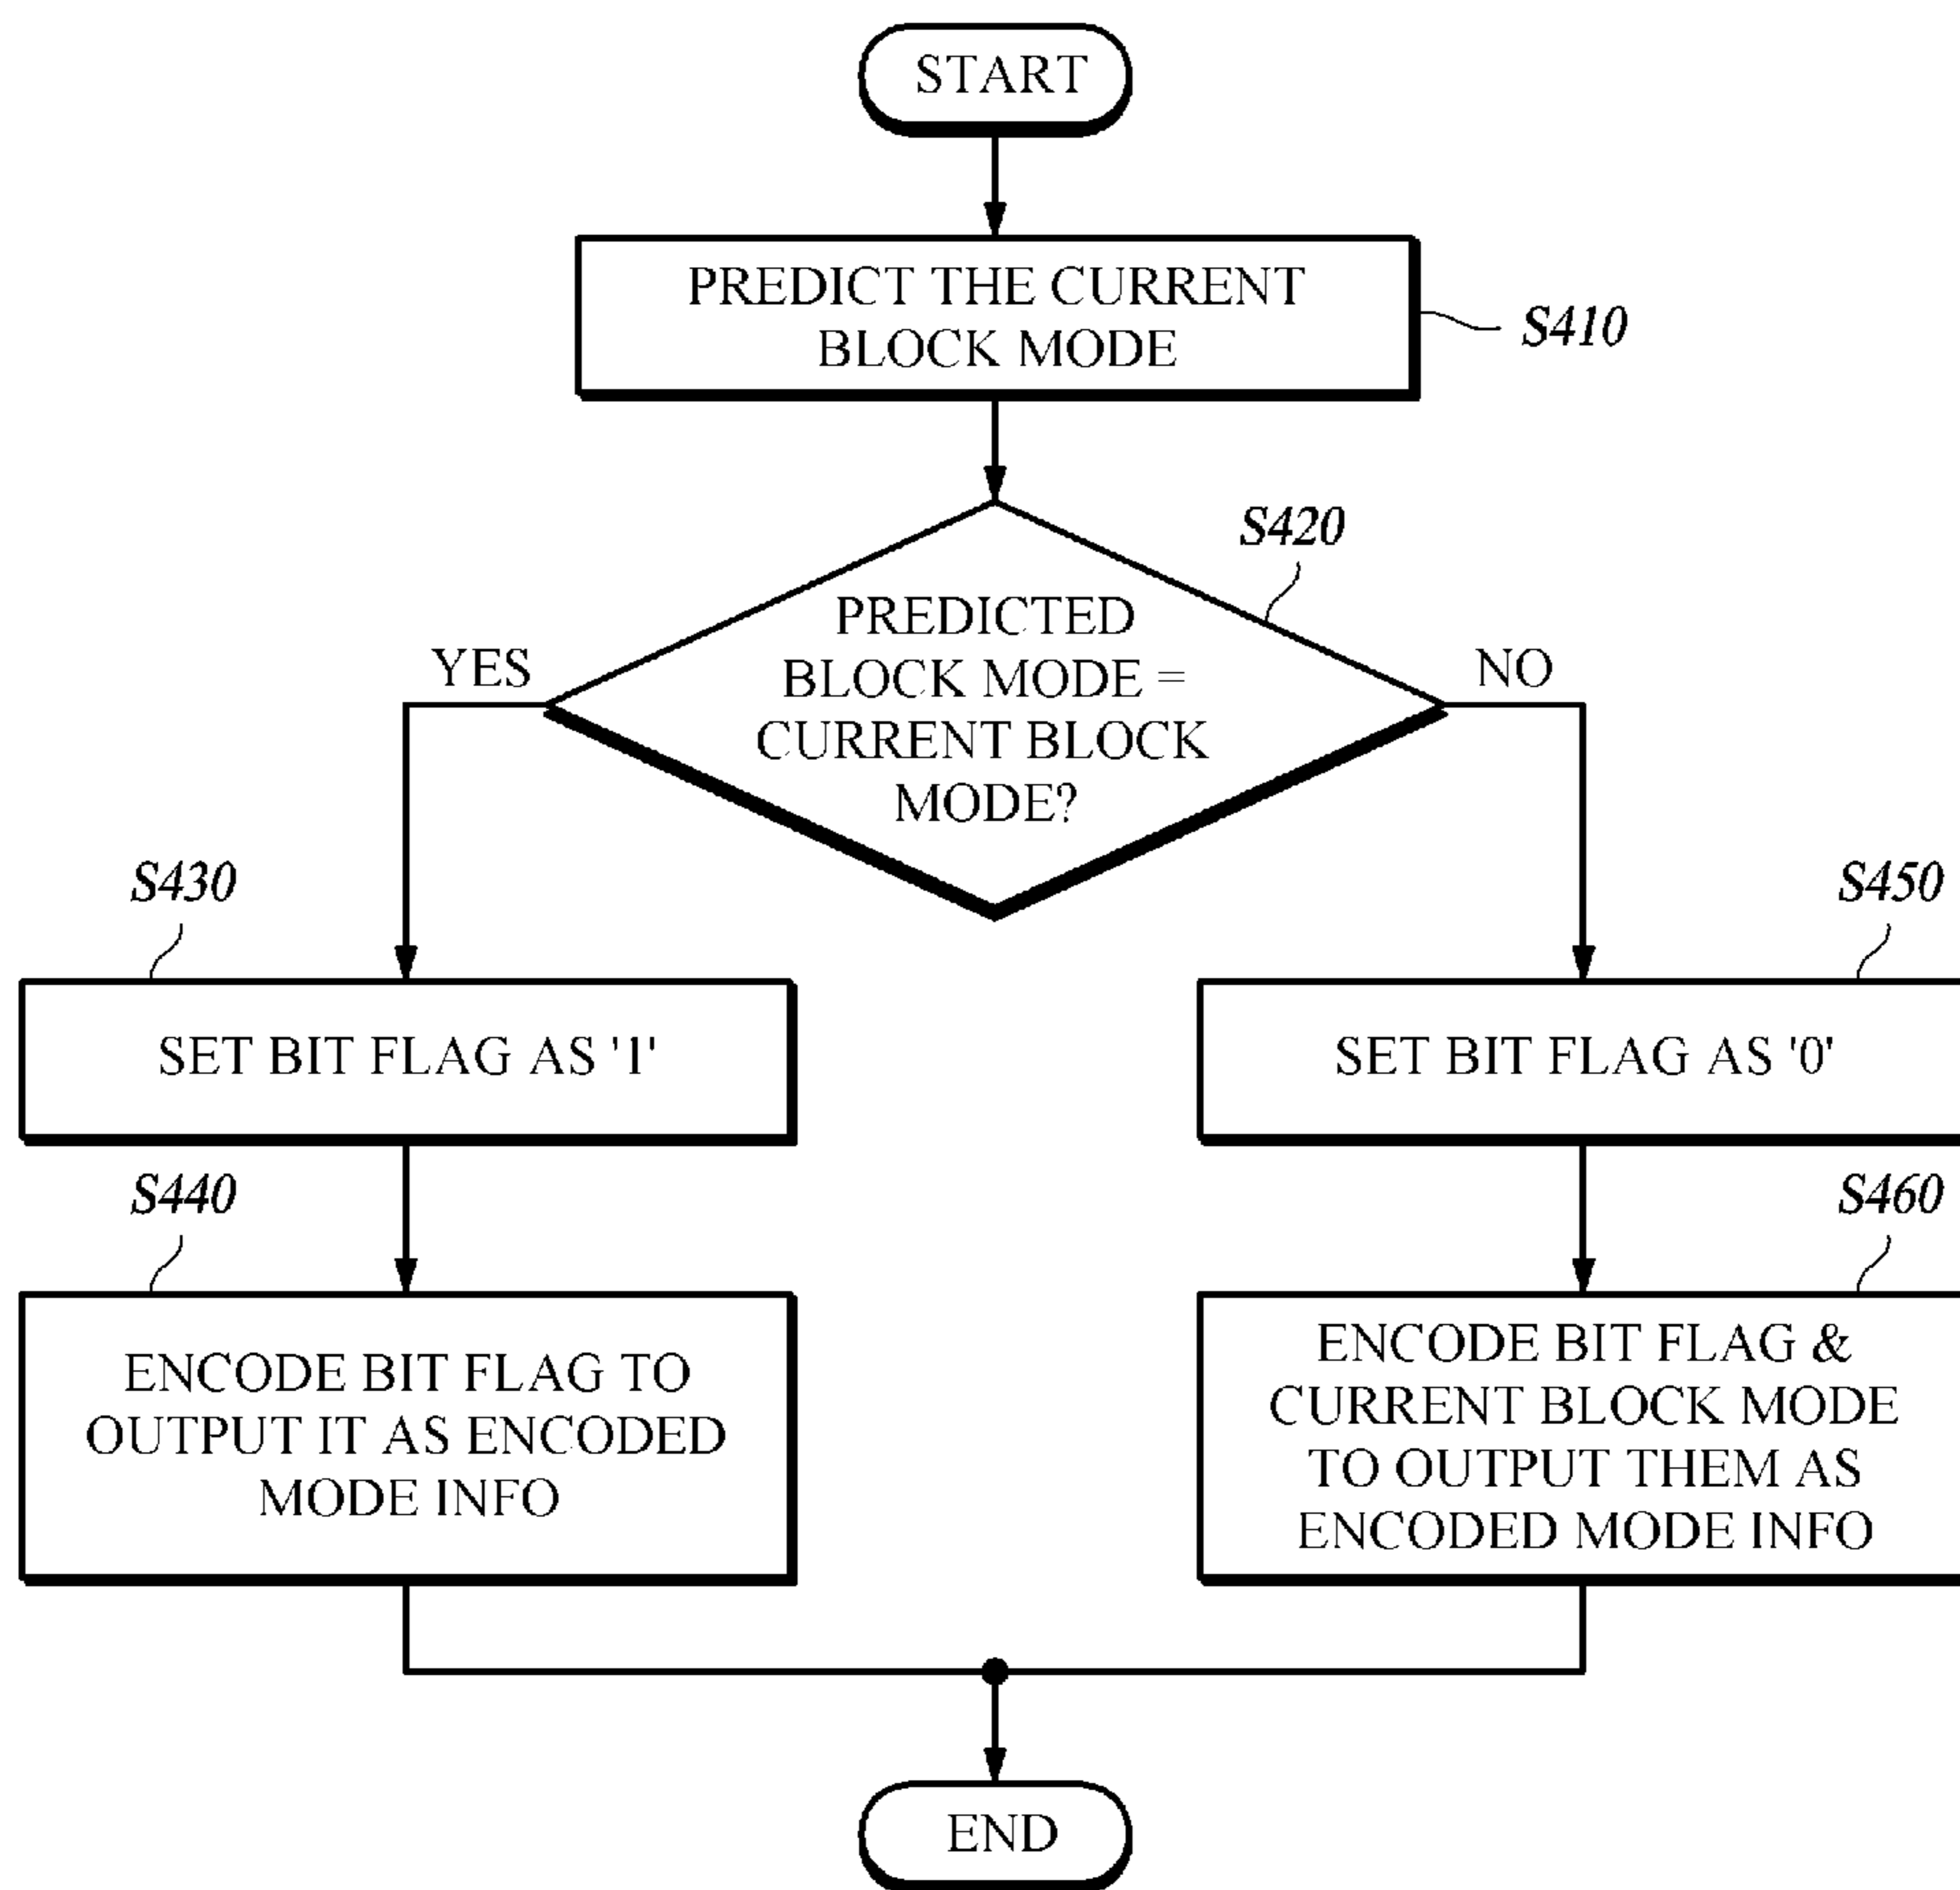 START
PREDICT THE CURRENT
BLOCK MODE
S410
S420
PREDICTED
BLOCK MODE =
CURRENT BLOCK
MODE?
YES
NO
S430
SET BIT FLAG AS '1'
S450
SET BIT FLAG AS '0'
S440
ENCODE BIT FLAG TO
OUTPUT IT AS ENCODED
MODE INFO
S460
ENCODE BIT FLAG &
CURRENT BLOCK MODE
TO OUTPUT THEM AS
ENCODED MODE INFO
END